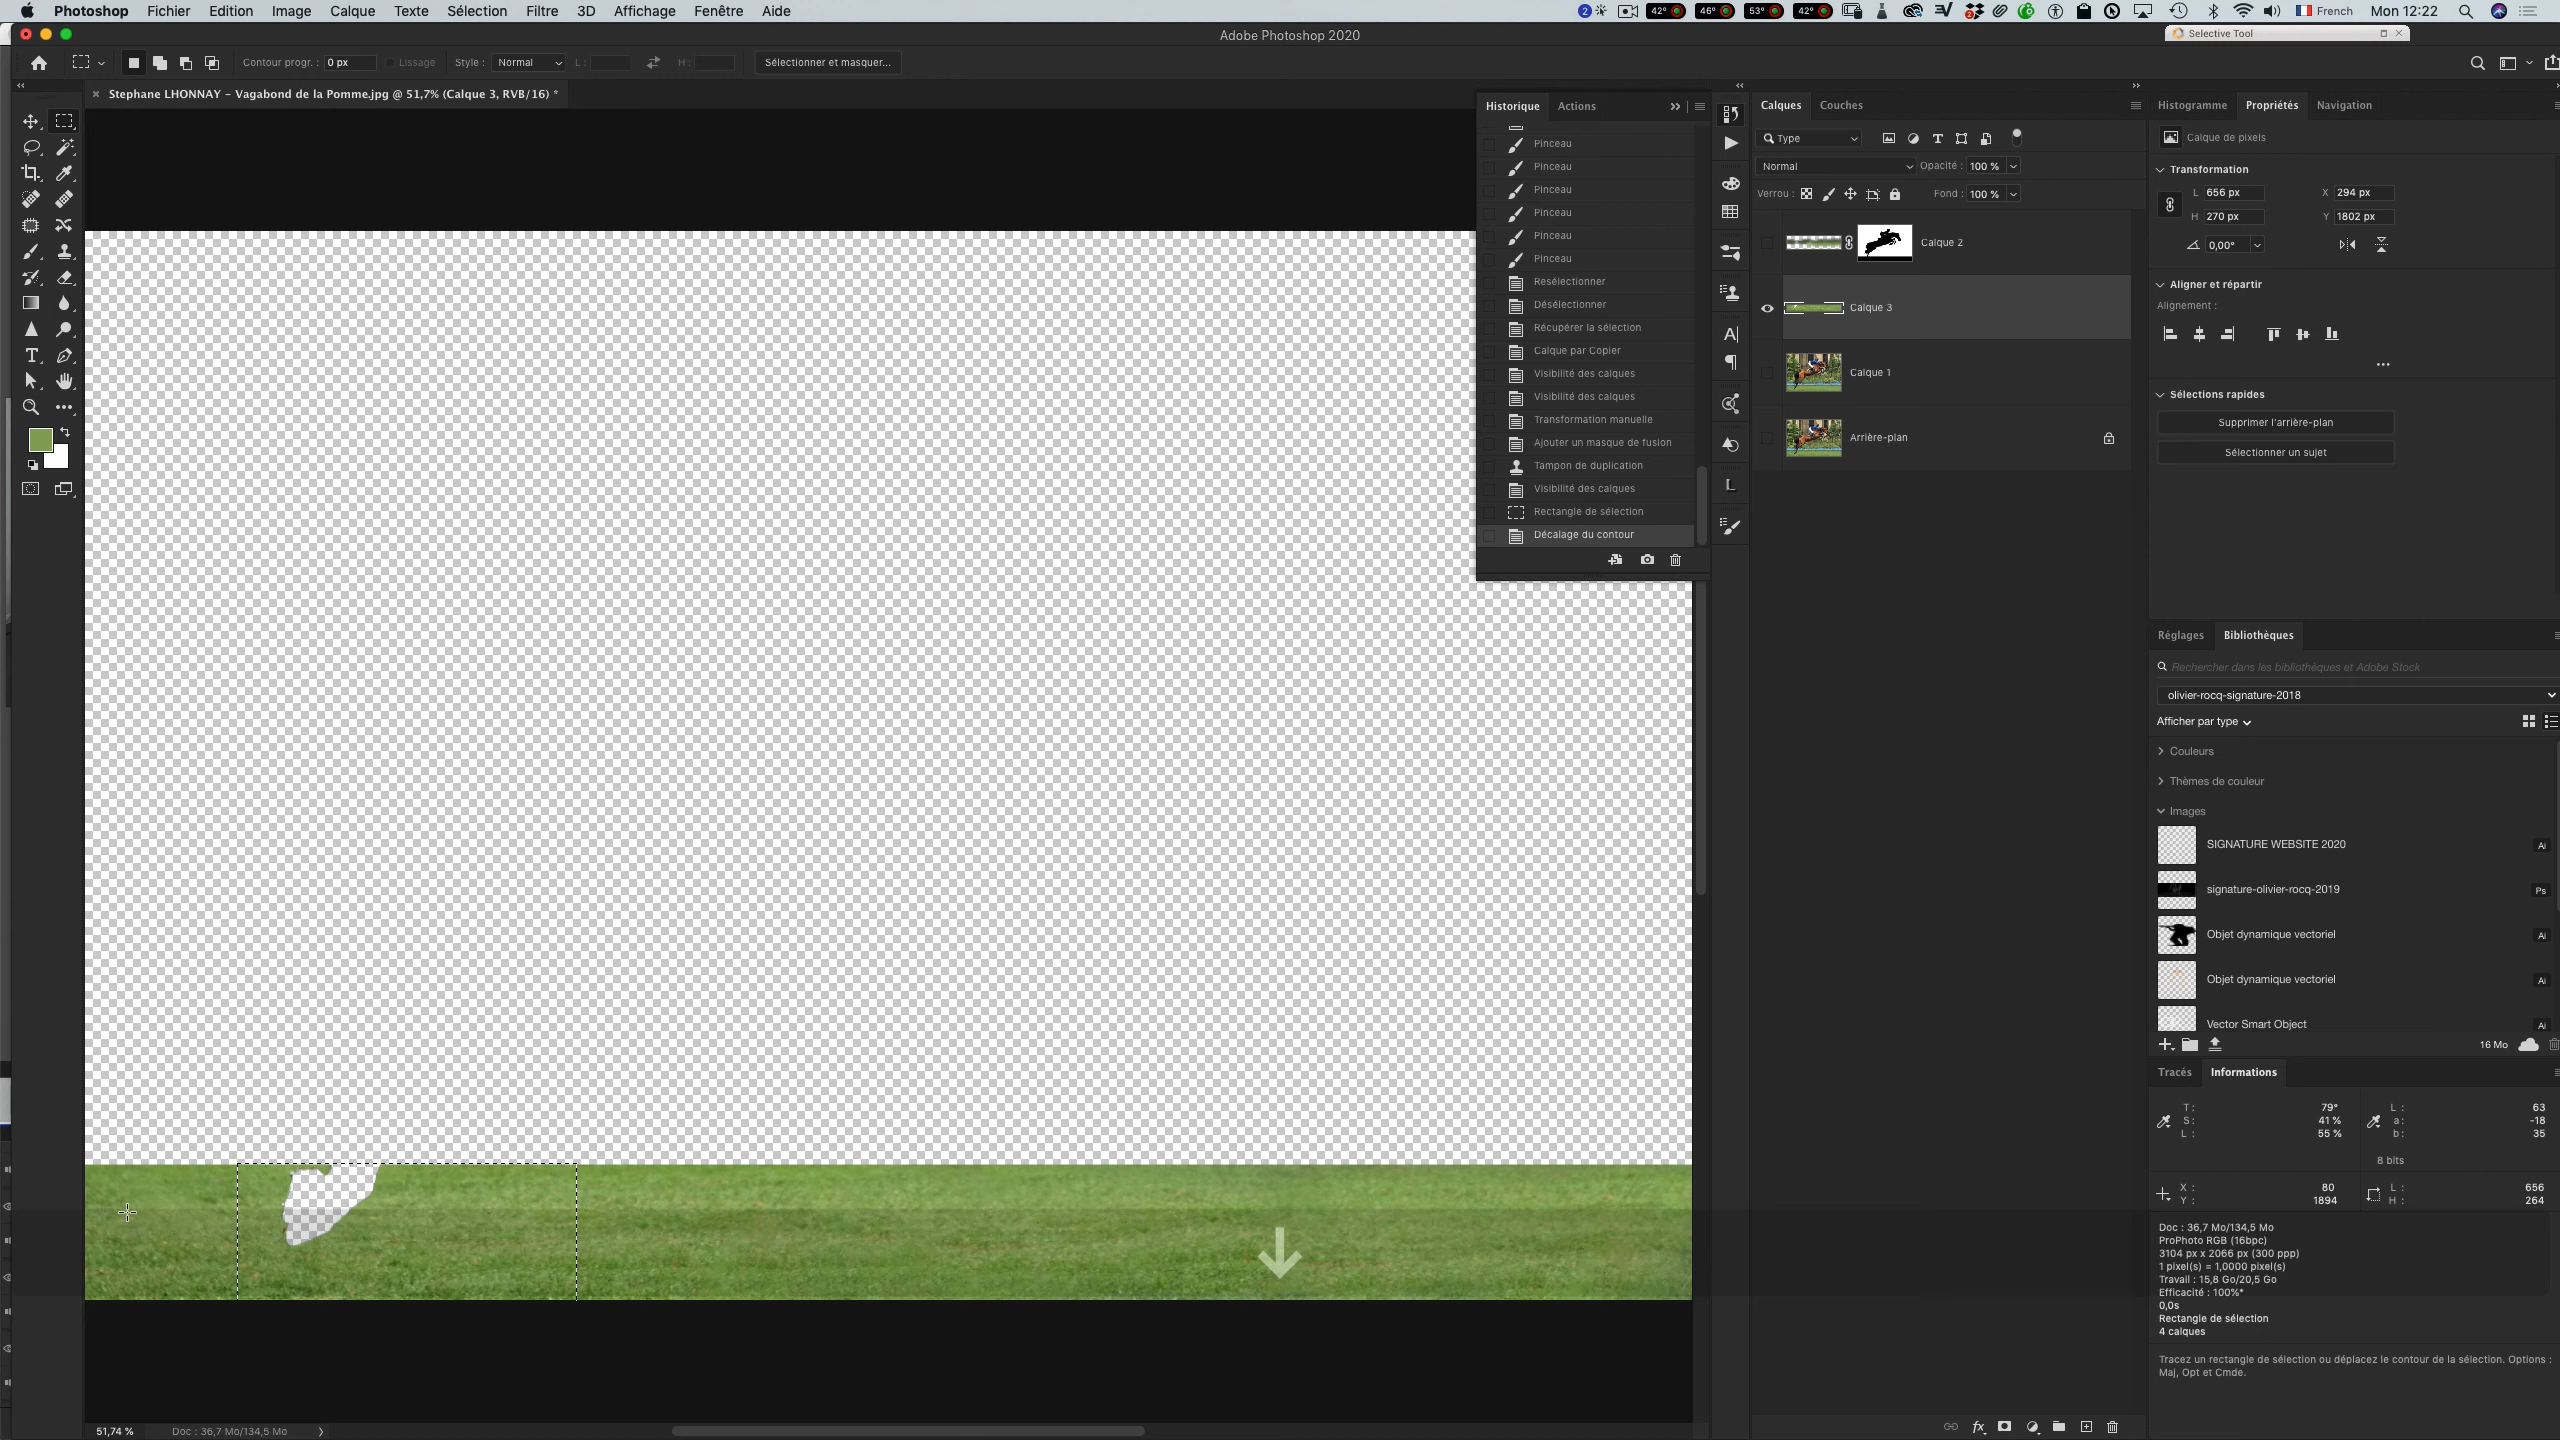 Photoshop Fichier Edition Image Calque Texte Sélection Filtre 3D Affichage Fenêtre Aide
2 42° 46° 53° 42° French Mon 12:22
Adobe Photoshop 2020
Selective Tool
Contour progr. : 0 px Lissage Style : Normal L : H : Sélectionner et masquer...
Stephane LHONNAY - Vagabond de la Pomme.jpg @ 51,7% (Calque 3, RVB/16) *
Historique Actions
Pinceau
Pinceau
Pinceau
Pinceau
Pinceau
Pinceau
Resélectionner
Désélectionner
Récupérer la sélection
Calque par Copier
Visibilité des calques
Visibilité des calques
Transformation manuelle
Ajouter un masque de fusion
Tampon de duplication
Visibilité des calques
Rectangle de sélection
Décalage du contour
Calques Couches
Type
Normal Opacité : 100 %
Verrou : Fond : 100 %
Calque 2
Calque 3
Calque 1
Arrière-plan
Histogramme Propriétés Navigation
Calque de pixels
Transformation
L 656 px X 294 px
H 270 px Y 1802 px
0,00°
Aligner et répartir
Alignement :
Sélections rapides
Supprimer l'arrière-plan
Sélectionner un sujet
Réglages Bibliothèques
Rechercher dans les bibliothèques et Adobe Stock
olivier-rocq-signature-2018
Afficher par type
Couleurs
Thèmes de couleur
Images
SIGNATURE WEBSITE 2020 Ai
signature-olivier-rocq-2019 Ps
Objet dynamique vectoriel Ai
Objet dynamique vectoriel Ai
Vector Smart Object Ai
16 Mo
Tracés Informations
T : 79° L : 63
S : 41 % a : -18
L : 55 % b : 35
8 bits
X : 80 L : 656
Y : 1894 H : 264
Doc : 36,7 Mo/134,5 Mo
ProPhoto RGB (16bpc)
3104 px x 2066 px (300 ppp)
1 pixel(s) = 1,0000 pixel(s)
Travail : 15,8 Go/20,5 Go
Efficacité : 100%*
0,0s
Rectangle de sélection
4 calques
Tracez un rectangle de sélection ou déplacez le contour de la sélection. Options :
Maj, Opt et Cmde.
51,74 % Doc : 36,7 Mo/134,5 Mo